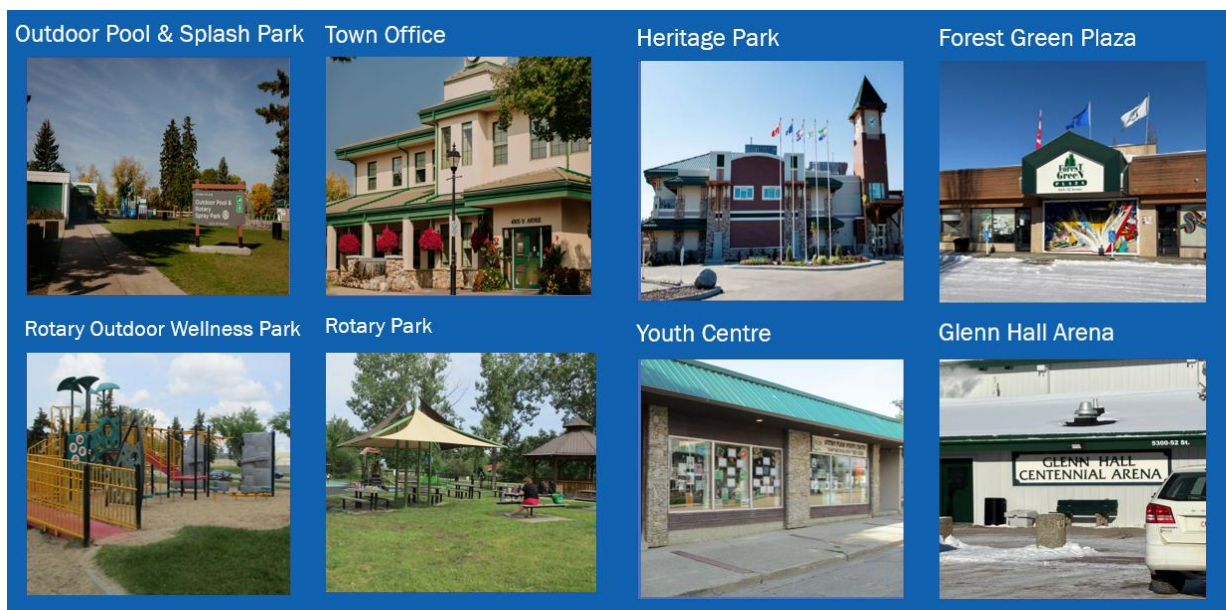 Outdoor Pool & Splash Park
Town Office
Heritage Park
Forest Green Plaza
Outdoor Pool &
Rotary
Spray Park
FOREST
GREEN
PLAZA
Rotary Outdoor Wellness Park
Rotary Park
Youth Centre
Glenn Hall Arena
5300-52 St.
GLENN HALL
CENTENNIAL ARENA